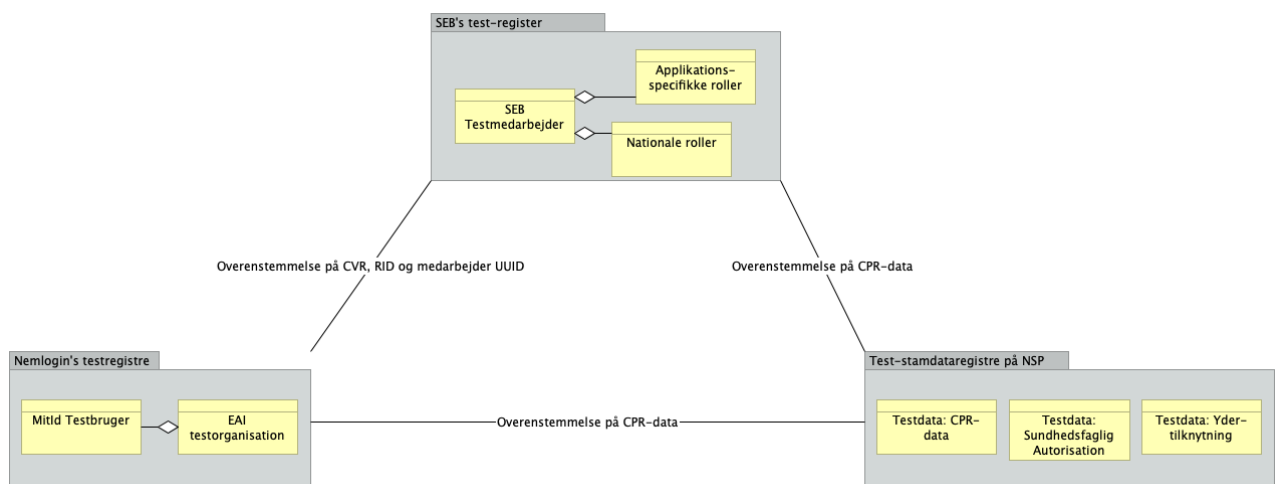 SEB's test-register
Applikations-
specifikke roller
SEB
Testmedarbejder
Nationale roller
Overenstemmelse på CVR, RID og medarbejder UUID
Overenstemmelse på CPR-data
Nemlogin's testregistre
MitId Testbruger
EAI
testorganisation
Overenstemmelse på CPR-data
Test-stamdataregistre på NSP
Testdata: CPR-
data
Testdata:
Sundhedsfaglig
Autorisation
Testdata: Yder-
tilknytning